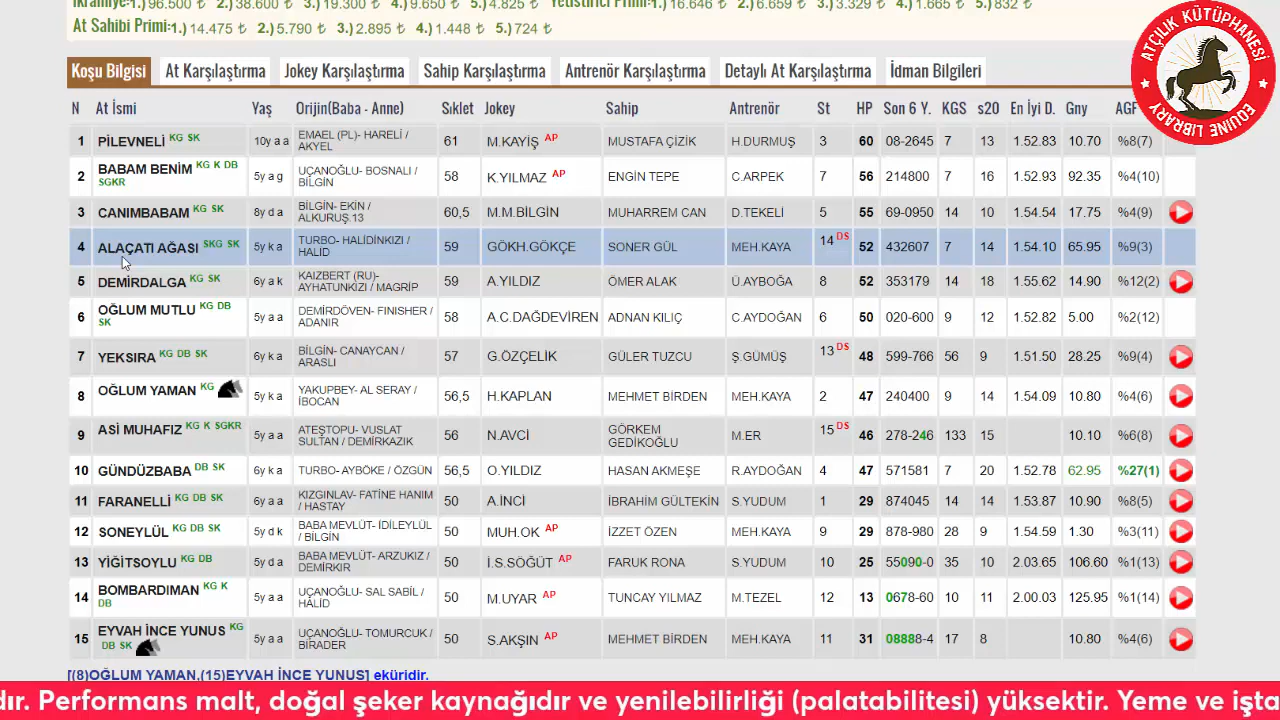 İkramiye:1.) 96.500 ₺ 2.) 38.600 ₺ 3.) 19.300 ₺ 4.) 9.650 ₺ 5.) 4.825 ₺ Yetiştirici Primi:1.) 16.646 ₺ 2.) 6.659 ₺ 3.) 3.329 ₺ 4.) 1.665 ₺ 5.) 832 ₺
At Sahibi Primi:1.) 14.475 ₺ 2.) 5.790 ₺ 3.) 2.895 ₺ 4.) 1.448 ₺ 5.) 724 ₺
ATÇILIK KÜTÜPHANESİ
EQUINE LIBRARY
Koşu Bilgisi At Karşılaştırma Jokey Karşılaştırma Sahip Karşılaştırma Antrenör Karşılaştırma Detaylı At Karşılaştırma İdman Bilgileri
N At İsmi Yaş Orijin(Baba - Anne) Sıklet Jokey Sahip Antrenör St HP Son 6 Y. KGS s20 En İyi D. Gny AGF
1 PİLEVNELİ KG SK 10y a a EMAEL (PL)- HARELİ / AKYEL 61 M.KAYIŞ AP MUSTAFA ÇİZİK H.DURMUŞ 3 60 08-2645 7 13 1.52.83 10.70 %8(7)
2 BABAM BENİM KG K DB SGKR 5y a g UÇANOĞLU- BOSNALI / BİLGİN 58 K.YILMAZ AP ENGİN TEPE C.ARPEK 7 56 214800 7 16 1.52.93 92.35 %4(10)
3 CANIMBABAM KG SK 8y d a BİLGİN- EKİN / ALKURUŞ.13 60,5 M.M.BİLGİN MUHARREM CAN D.TEKELİ 5 55 69-0950 14 10 1.54.54 17.75 %4(9)
4 ALAÇATI AĞASI SKG SK 5y k a TURBO- HALİDİNKIZI / HALID 59 GÖKH.GÖKÇE SONER GÜL MEH.KAYA 14 DS 52 432607 7 14 1.54.10 65.95 %9(3)
5 DEMİRDALGA KG SK 6y a k KAIZBERT (RU)- AYHATUNKIZI / MAGRİP 59 A.YILDIZ ÖMER ALAK Ü.AYBOĞA 8 52 353179 14 18 1.55.62 14.90 %12(2)
6 OĞLUM MUTLU KG DB SK 5y a a DEMİRDÖVEN- FINISHER / ADANIR 58 A.C.DAĞDEVİREN ADNAN KILIÇ C.AYDOĞAN 6 50 020-600 9 12 1.52.82 5.00 %2(12)
7 YEKSIRA KG DB SK 6y k a BİLGİN- CANAYCAN / ARASLI 57 G.ÖZÇELİK GÜLER TUZCU Ş.GÜMÜŞ 13 DS 48 599-766 56 9 1.51.50 28.25 %9(4)
8 OĞLUM YAMAN KG 5y k a YAKUPBEY- AL SERAY / İBOCAN 56,5 H.KAPLAN MEHMET BİRDEN MEH.KAYA 2 47 240400 9 14 1.54.09 10.80 %4(6)
9 ASİ MUHAFIZ KG K SGKR 5y a a ATEŞTOPU- VUSLAT SULTAN / DEMİRKAZIK 56 N.AVCİ GÖRKEM GEDİKOĞLU M.ER 15 DS 46 278-246 133 15 10.10 %6(8)
10 GÜNDÜZBABA DB SK 6y k a TURBO- AYBÖKE / ÖZGÜN 56,5 O.YILDIZ HASAN AKMEŞE R.AYDOĞAN 4 47 571581 7 20 1.52.78 62.95 %27(1)
11 FARANELLİ KG DB SK 6y a a KIZGINLAV- FATİNE HANIM / HASTAY 50 A.İNCİ İBRAHİM GÜLTEKİN S.YUDUM 1 29 874045 14 14 1.53.87 10.90 %8(5)
12 SONEYLÜL KG DB SK 5y d k BABA MEVLÜT- İDİLEYLÜL / BİLGIN 50 MUH.OK AP İZZET ÖZEN MEH.KAYA 9 29 878-980 28 9 1.54.59 1.30 %3(11)
13 YİĞİTSOYLU KG DB 5y d a BABA MEVLÜT- ARZUKIZ / DEMİRKIR 50 İ.S.SÖĞÜT AP FARUK RONA S.YUDUM 10 25 55090-0 35 10 2.03.65 106.60 %1(13)
14 BOMBARDIMAN KG K DB 5y a a UÇANOĞLU- SAL SABİL / HÂLİD 50 M.UYAR AP TUNCAY YILMAZ M.TEZEL 12 13 0678-60 10 11 2.00.03 125.95 %1(14)
15 EYVAH İNCE YUNUS KG DB SK 5y a a UÇANOĞLU- TOMURCUK / BİRADER 50 S.AKŞIN AP MEHMET BİRDEN MEH.KAYA 11 31 08888-4 17 8 10.80 %4(6)
[(8)OĞLUM YAMAN,(15)EYVAH İNCE YUNUS] eküridir.
dır. Performans malt, doğal şeker kaynağıdır ve yenilebilirliği (palatabilitesi) yüksektir. Yeme ve işta